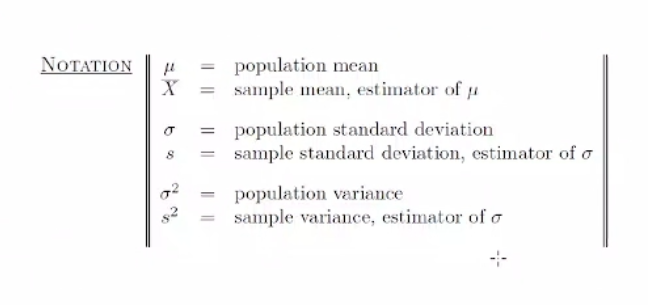 NOTATION μ = population mean
X̅ = sample mean, estimator of μ
σ = population standard deviation
s = sample standard deviation, estimator of σ
σ² = population variance
s² = sample variance, estimator of σ